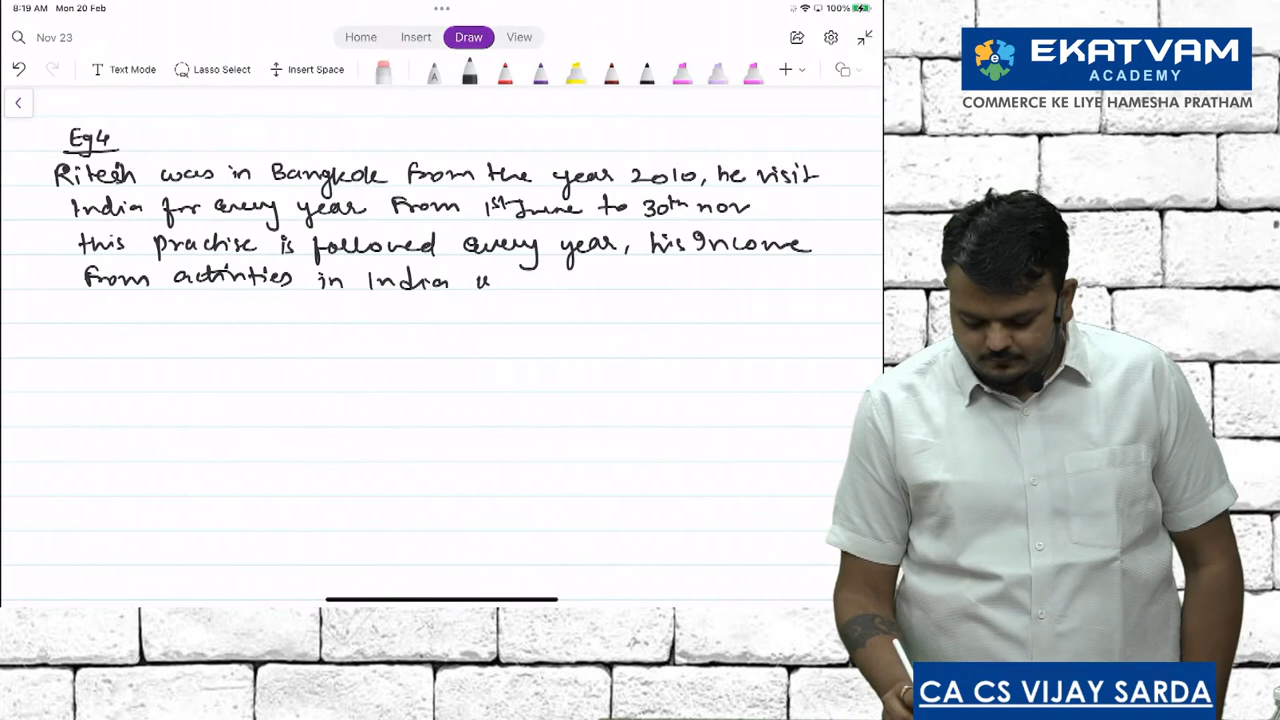 8:19 AM Mon 20 Feb
100%
Nov 23
Home Insert Draw View
Text Mode Lasso Select Insert Space
Eg 4
Ritesh was in Bangkok from the year 2010, he visit
India for every year from 1st June to 30th nov
this practise is followed every year, his Income
from activities in India
EKATVAM
ACADEMY
COMMERCE KE LIYE HAMESHA PRATHAM
CA CS VIJAY SARDA